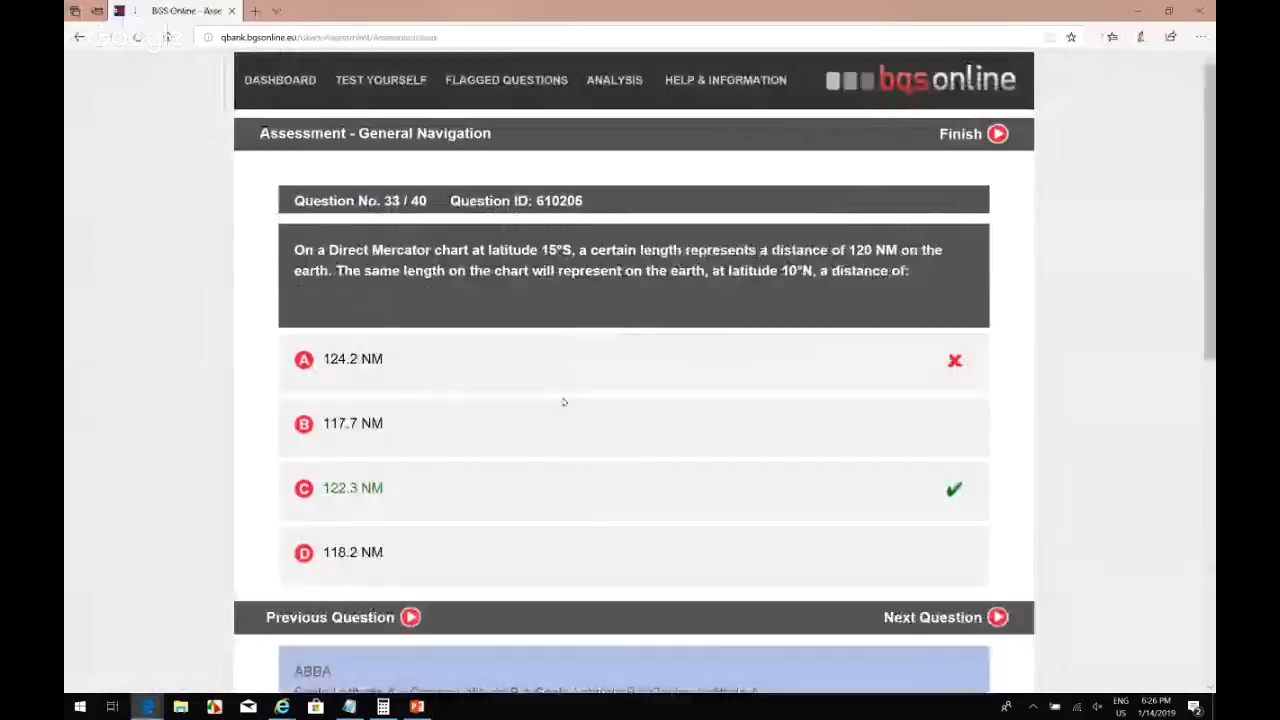 BGS Online - Asse
Google
qbank.bgsonline.eu
DASHBOARD TEST YOURSELF FLAGGED QUESTIONS ANALYSIS HELP & INFORMATION bgsonline
Assessment - General Navigation Finish
Question No. 33 / 40 Question ID: 610205
On a Direct Mercator chart at latitude 15°S, a certain length represents a distance of 120 NM on the
earth. The same length on the chart will represent on the earth, at latitude 10°N, a distance of:
A 124.2 NM
B 117.7 NM
C 122.3 NM
D 118.2 NM
Previous Question Next Question
ABBA
ENG 6:26 PM
US 1/14/2019
2